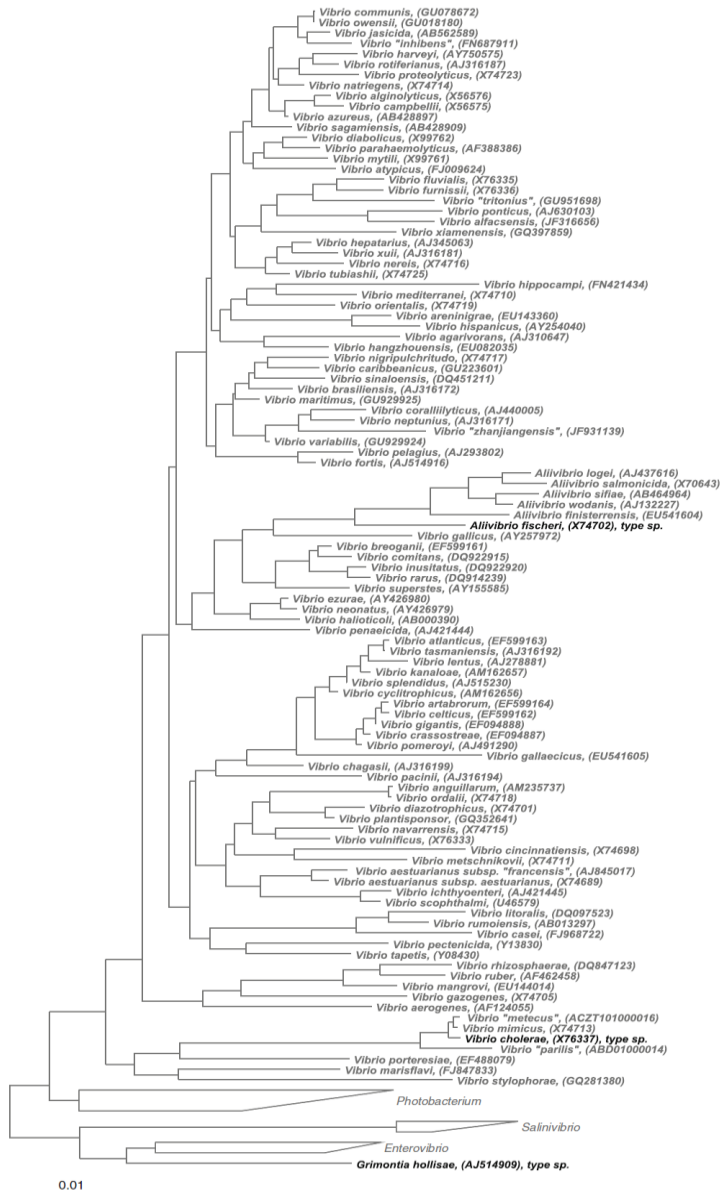 Vibrio communis, (GU078672)
Vibrio owensii, (GU018180)
Vibrio jasicida, (AB562589)
Vibrio "inhibens", (FN687911)
Vibrio harveyi, (AY750575)
Vibrio rotiferianus, (AJ316187)
Vibrio proteolyticus, (X74723)
Vibrio natriegens, (X74714)
Vibrio alginolyticus, (X56576)
Vibrio campbellii, (X56575)
Vibrio azureus, (AB428897)
Vibrio sagamiensis, (AB428909)
Vibrio diabolicus, (X99762)
Vibrio parahaemolyticus, (AF388386)
Vibrio mytili, (X99761)
Vibrio atypicus, (FJ009624)
Vibrio fluvialis, (X76335)
Vibrio furnissii, (X76336)
Vibrio "tritonius", (GU951698)
Vibrio ponticus, (AJ630103)
Vibrio alfacsensis, (JF316656)
Vibrio xiamenensis, (GQ397859)
Vibrio hepatarius, (AJ345063)
Vibrio xuii, (AJ316181)
Vibrio nereis, (X74716)
Vibrio tubiashii, (X74725)
Vibrio hippocampi, (FN421434)
Vibrio mediterranei, (X74710)
Vibrio orientalis, (X74719)
Vibrio areninigrae, (EU143360)
Vibrio hispanicus, (AY254040)
Vibrio agarivorans, (AJ310647)
Vibrio hangzhouensis, (EU082035)
Vibrio nigripulchritudo, (X74717)
Vibrio caribbeanicus, (GU223601)
Vibrio sinaloensis, (DQ451211)
Vibrio brasiliensis, (AJ316172)
Vibrio maritimus, (GU929925)
Vibrio coralliilyticus, (AJ440005)
Vibrio neptunius, (AJ316171)
Vibrio "zhanjiangensis", (JF931139)
Vibrio variabilis, (GU929924)
Vibrio pelagius, (AJ293802)
Vibrio fortis, (AJ514916)
Aliivibrio logei, (AJ437616)
Aliivibrio salmonicida, (X70643)
Aliivibrio sifiae, (AB464964)
Aliivibrio wodanis, (AJ132227)
Aliivibrio finisterrensis, (EU541604)
Aliivibrio fischeri, (X74702), type sp.
Vibrio gallicus, (AY257972)
Vibrio breoganii, (EF599161)
Vibrio comitans, (DQ922915)
Vibrio inusitatus, (DQ922920)
Vibrio rarus, (DQ914239)
Vibrio superstes, (AY155585)
Vibrio ezurae, (AY426980)
Vibrio neonatus, (AY426979)
Vibrio halioticoli, (AB000390)
Vibrio penaeicida, (AJ421444)
Vibrio atlanticus, (EF599163)
Vibrio tasmaniensis, (AJ316192)
Vibrio lentus, (AJ278881)
Vibrio kanaloae, (AM162657)
Vibrio splendidus, (AJ515230)
Vibrio cyclitrophicus, (AM162656)
Vibrio artabrorum, (EF599164)
Vibrio celticus, (EF599162)
Vibrio gigantis, (EF094888)
Vibrio crassostreae, (EF094887)
Vibrio pomeroyi, (AJ491290)
Vibrio gallaecicus, (EU541605)
Vibrio chagasii, (AJ316199)
Vibrio pacinii, (AJ316194)
Vibrio anguillarum, (AM235737)
Vibrio ordalii, (X74718)
Vibrio diazotrophicus, (X74701)
Vibrio plantisponsor, (GQ352641)
Vibrio navarrensis, (X74715)
Vibrio vulnificus, (X76333)
Vibrio cincinnatiensis, (X74698)
Vibrio metschnikovii, (X74711)
Vibrio aestuarianus subsp. "francensis", (AJ845017)
Vibrio aestuarianus subsp. aestuarianus, (X74689)
Vibrio ichthyoenteri, (AJ421445)
Vibrio scophthalmi, (U46579)
Vibrio litoralis, (DQ097523)
Vibrio rumoiensis, (AB013297)
Vibrio casei, (FJ968722)
Vibrio pectenicida, (Y13830)
Vibrio tapetis, (Y08430)
Vibrio rhizosphaerae, (DQ847123)
Vibrio ruber, (AF462458)
Vibrio mangrovi, (EU144014)
Vibrio gazogenes, (X74705)
Vibrio aerogenes, (AF124055)
Vibrio "metecus", (ACZT101000016)
Vibrio mimicus, (X74713)
Vibrio cholerae, (X76337), type sp.
Vibrio "parilis", (ABD01000014)
Vibrio porteresiae, (EF488079)
Vibrio marisflavi, (FJ847833)
Vibrio stylophorae, (GQ281380)
Photobacterium
Salinivibrio
Enterovibrio
Grimontia hollisae, (AJ514909), type sp.
0.01